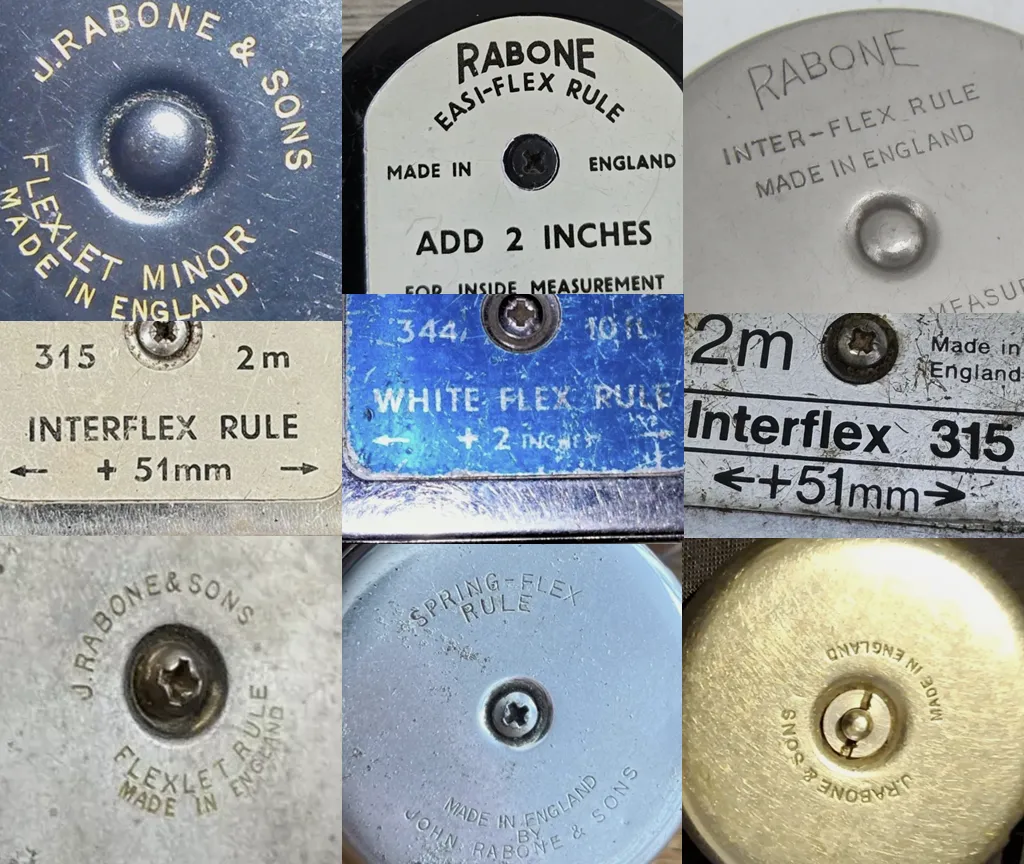 J.RABONE & SONS
FLEXLET MINOR
MADE IN ENGLAND
RABONE
EASI-FLEX RULE
MADE IN ENGLAND
ADD 2 INCHES
FOR INSIDE MEASUREMENT
RABONE
INTER-FLEX RULE
MADE IN ENGLAND
315 2m
INTERFLEX RULE
← + 51mm →
344 10 ft.
WHITE FLEX RULE
← + 2 INCHES →
2m Made in
England
Interflex 315
←+51mm→
J.RABONE & SONS
FLEXLET RULE
MADE IN ENGLAND
SPRING-FLEX
RULE
MADE IN ENGLAND
BY
JOHN RABONE & SONS
MADE IN ENGLAND
J.RABONE & SONS